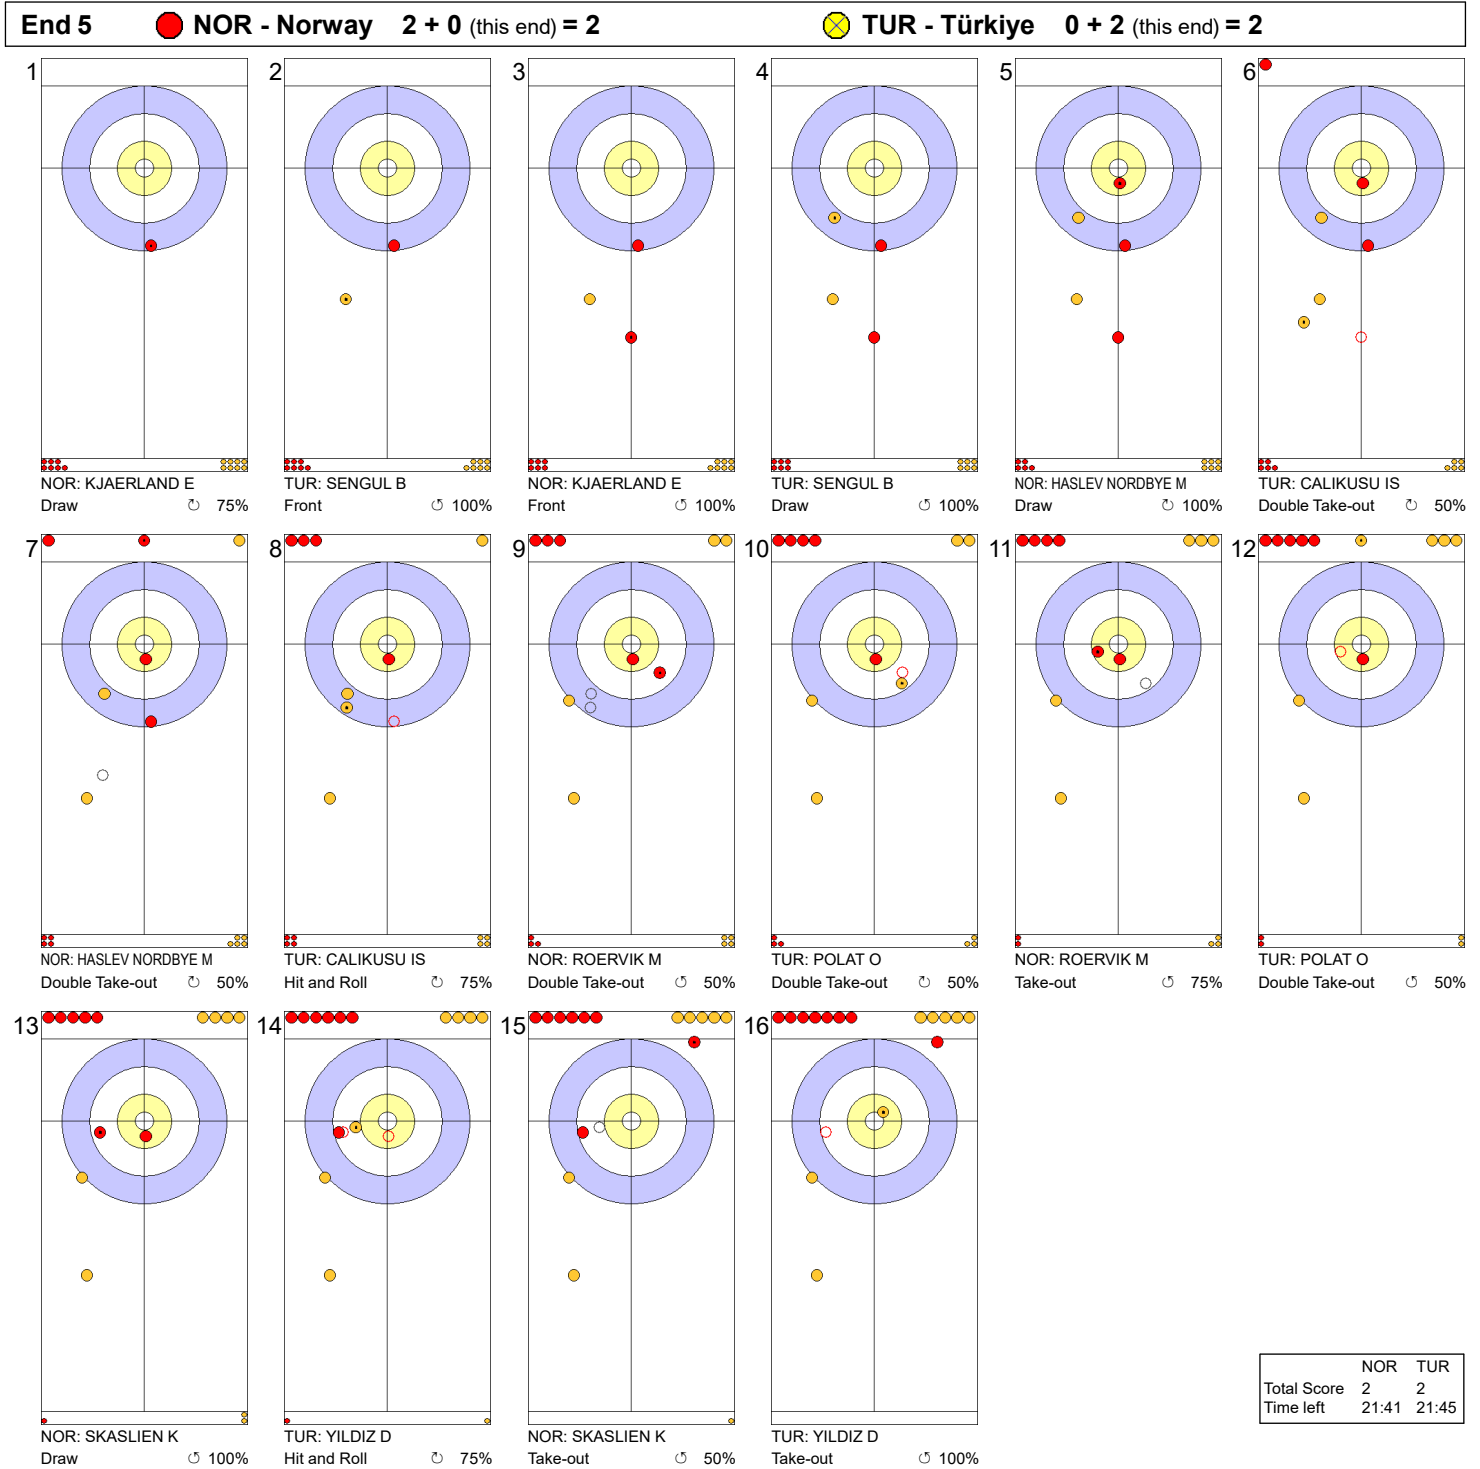 End 5 NOR - Norway 2 + 0 (this end) = 2 TUR - Türkiye 0 + 2 (this end) = 2
1 2 3 4 5 6
NOR: KJAERLAND E TUR: SENGUL B NOR: KJAERLAND E TUR: SENGUL B NOR: HASLEV NORDBYE M TUR: CALIKUSU IS
Draw ↻ 75% Front ↺ 100% Front ↺ 100% Draw ↺ 100% Draw ↻ 100% Double Take-out ↻ 50%
7 8 9 10 11 12
NOR: HASLEV NORDBYE M TUR: CALIKUSU IS NOR: ROERVIK M TUR: POLAT O NOR: ROERVIK M TUR: POLAT O
Double Take-out ↻ 50% Hit and Roll ↻ 75% Double Take-out ↺ 50% Double Take-out ↻ 50% Take-out ↺ 75% Double Take-out ↻ 50%
13 14 15 16
NOR: SKASLIEN K TUR: YILDIZ D NOR: SKASLIEN K TUR: YILDIZ D
Draw ↺ 100% Hit and Roll ↻ 75% Take-out ↺ 50% Take-out ↺ 100%
NOR TUR
Total Score 2 2
Time left 21:41 21:45